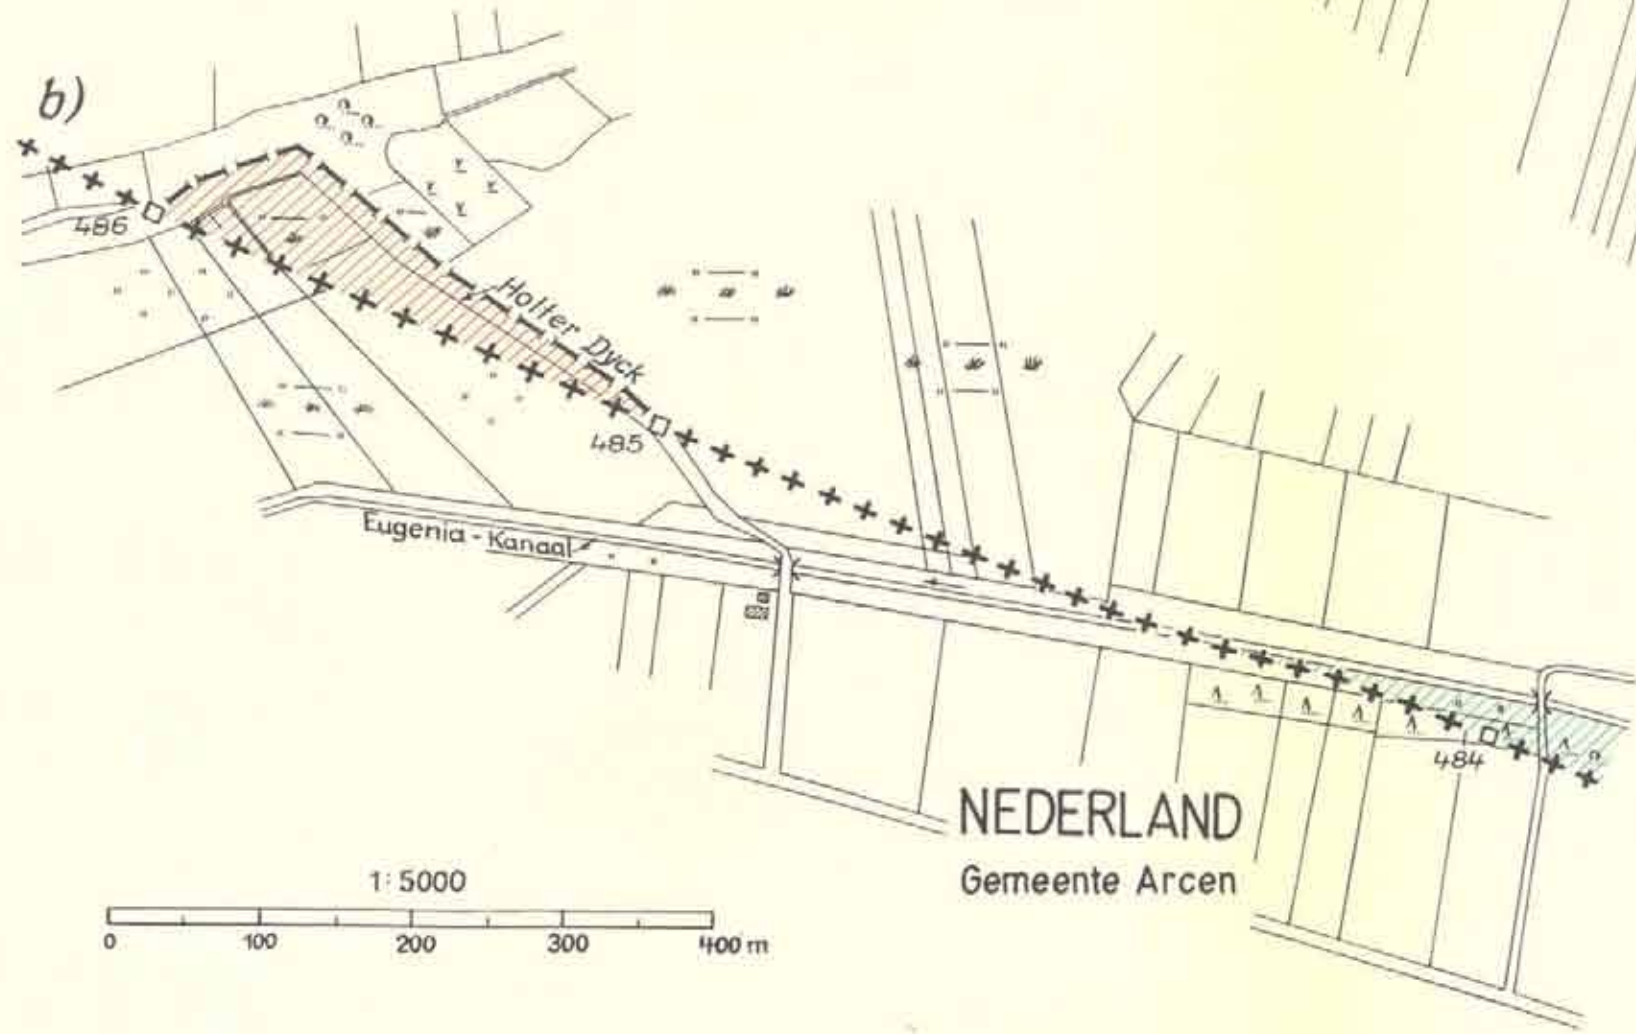 b)
486
Holter Dyck
485
Eugenia - Kanaal
484
NEDERLAND
Gemeente Arcen
1:5000
0 100 200 300 400 m